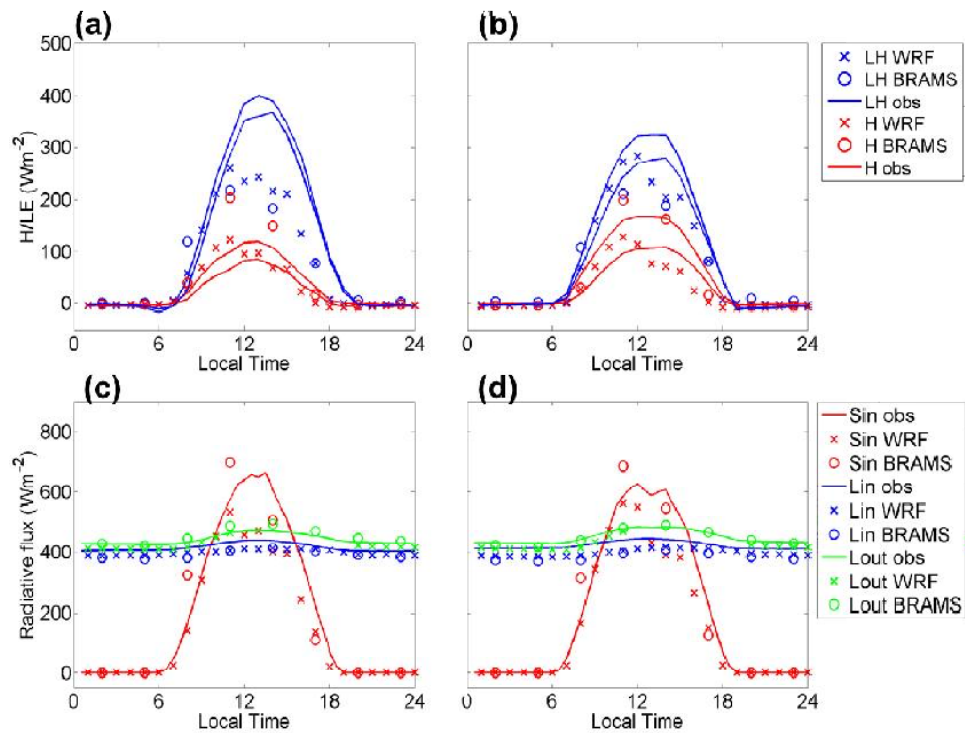 (a)
(b)
500
400
300
200
100
0
H/LE (Wm-2)
0 6 12 18 24
Local Time
0 6 12 18 24
Local Time
LH WRF
LH BRAMS
LH obs
H WRF
H BRAMS
H obs
(c)
(d)
800
600
400
200
0
Radiative flux (Wm-2)
0 6 12 18 24
Local Time
0 6 12 18 24
Local Time
Sin obs
Sin WRF
Sin BRAMS
Lin obs
Lin WRF
Lin BRAMS
Lout obs
Lout WRF
Lout BRAMS